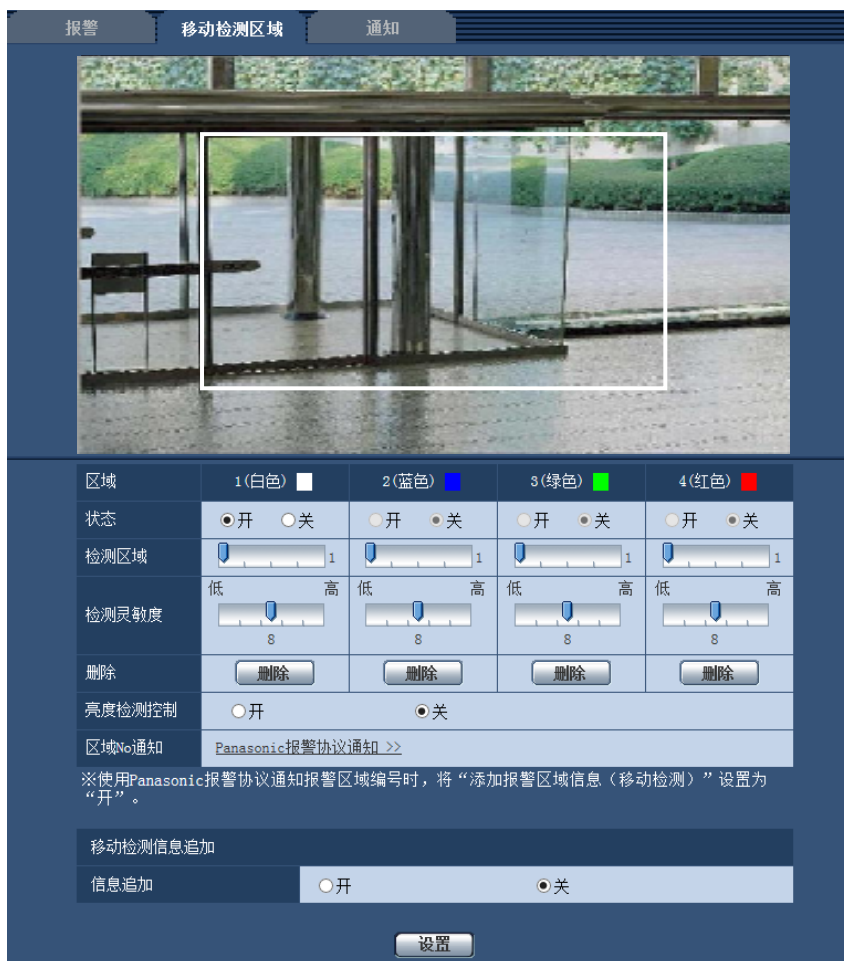 报警 移动检测区域 通知
区域 1(白色) 2(蓝色) 3(绿色) 4(红色)
状态 开 关 开 关 开 关 开 关
检测区域 1 1 1 1
低 高 低 高 低 高 低 高
检测灵敏度
8 8 8 8
删除 删除 删除 删除 删除
亮度检测控制 开 关
区域No通知 Panasonic报警协议通知 >>
※使用Panasonic报警协议通知报警区域编号时，将“添加报警区域信息（移动检测）”设置为
“开”。
移动检测信息追加
信息追加 开 关
设置